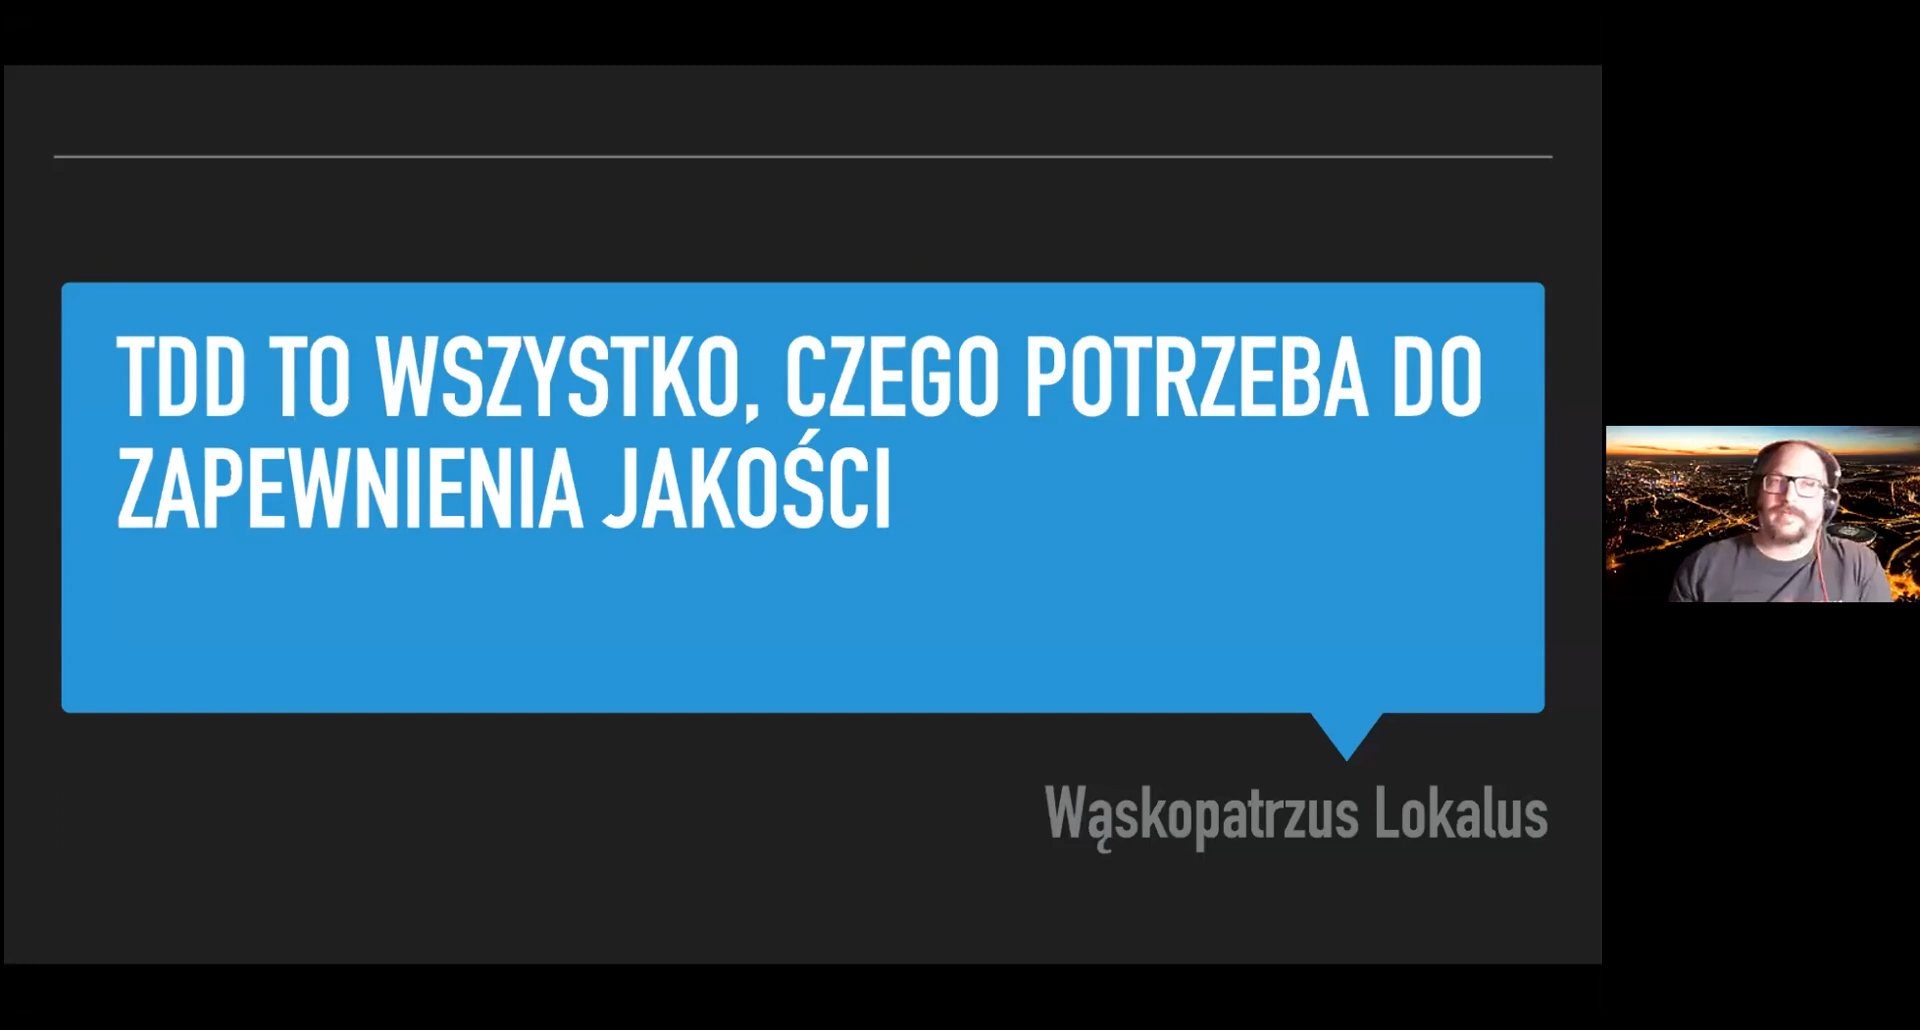 TDD TO WSZYSTKO, CZEGO POTRZEBA DO
ZAPEWNIENIA JAKOŚCI
Wąskopatrzus Lokalus